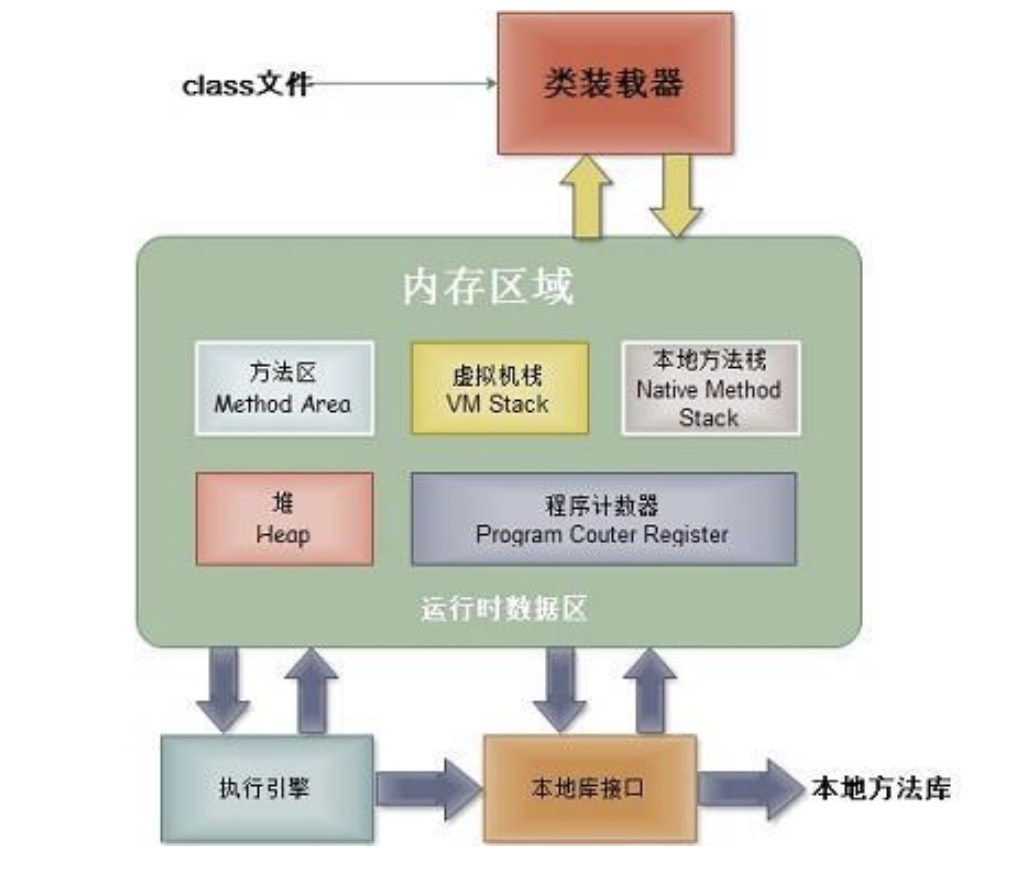 class文件
类装载器
内存区域
方法区
Method Area
虚拟机栈
VM Stack
本地方法栈
Native Method
Stack
堆
Heap
程序计数器
Program Couter Register
运行时数据区
执行引擎
本地库接口
本地方法库